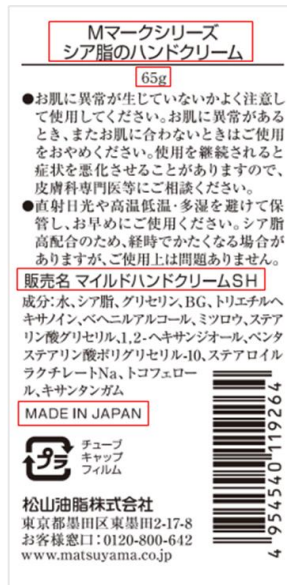 Mマークシリーズ
シア脂のハンドクリーム
65g
●お肌に異常が生じていないかよく注意し
て使用してください。お肌に異常がある
とき、またお肌に合わないときはご使用
をおやめください。使用を継続されると
症状を悪化させることがありますので、
皮膚科専門医等にご相談ください。
●直射日光や高温低温・多湿を避けて保
管し、お早めにご使用ください。シア脂
高配合のため、経時でかたくなる場合が
ありますが、ご使用上は問題ありません。
販売名 マイルドハンドクリームSH
成分:水、シア脂、グリセリン、BG、トリエチルヘ
キサノイン、ベヘニルアルコール、ミツロウ、ステア
リン酸グリセリル、1,2-ヘキサンジオール、ペンタ
ステアリン酸ポリグリセリル-10、ステアロイル
ラクチレートNa、トコフェロー
ル、キサンタンガム
MADE IN JAPAN
プラ
チューブ
キャップ
フィルム
松山油脂株式会社
東京都墨田区東墨田2-17-8
お客様窓口:0120-800-642
www.matsuyama.co.jp
4 954540 119264